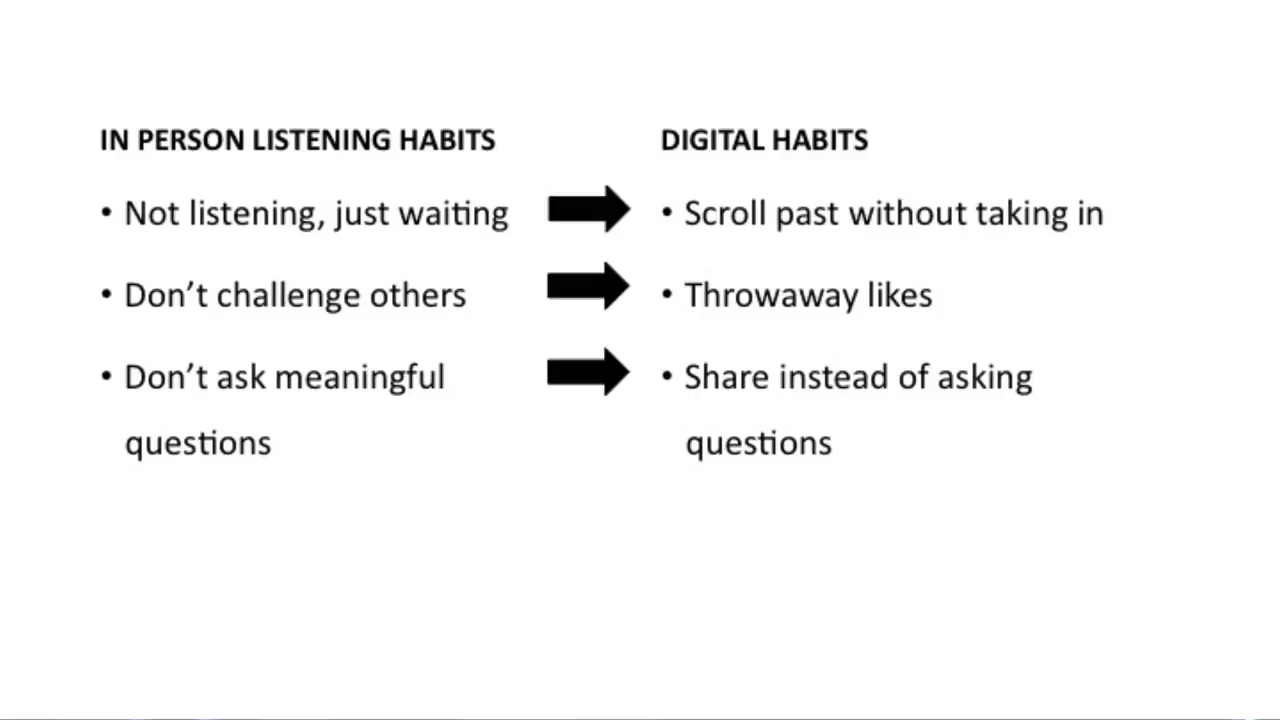 IN PERSON LISTENING HABITS
• Not listening, just waiting
• Don’t challenge others
• Don’t ask meaningful
questions
DIGITAL HABITS
• Scroll past without taking in
• Throwaway likes
• Share instead of asking
questions